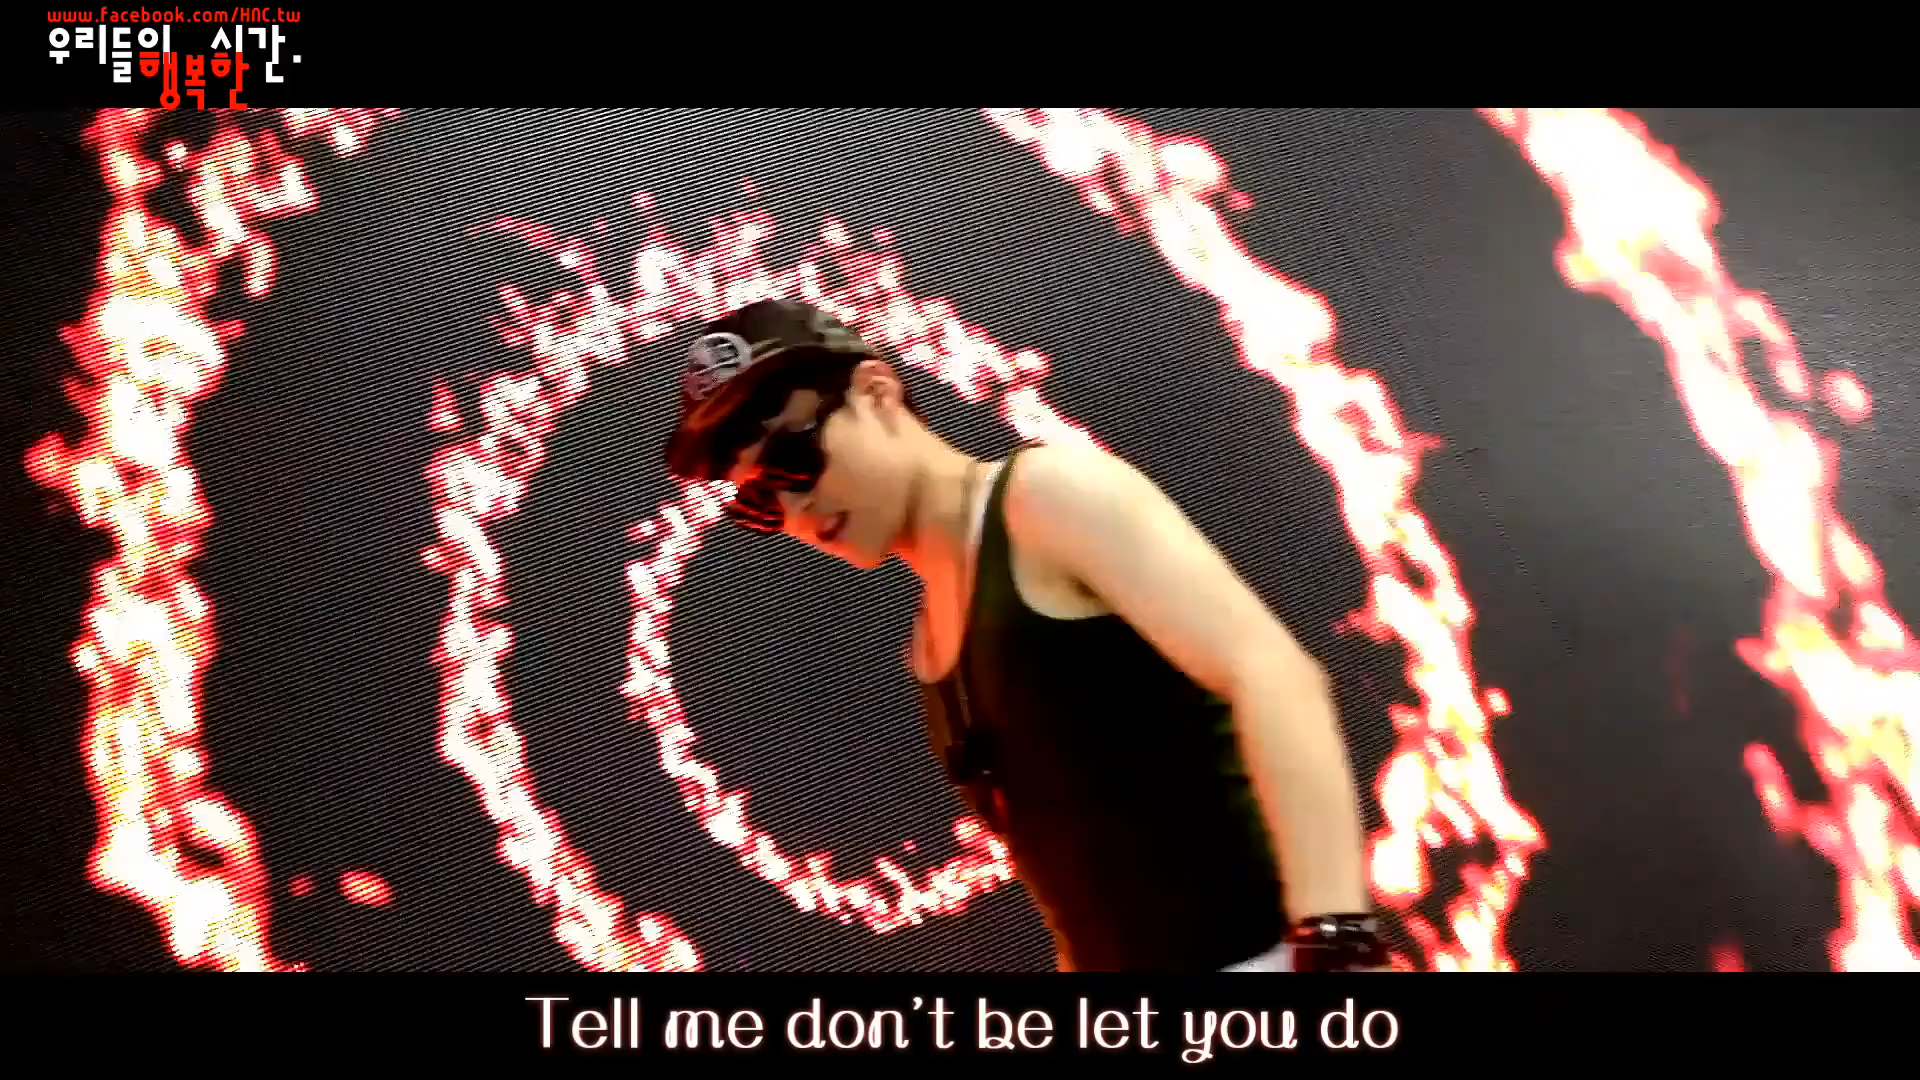 www.facebook.com/HNC.tw
우리들의 시간.
행복한
Tell me don't be let you do